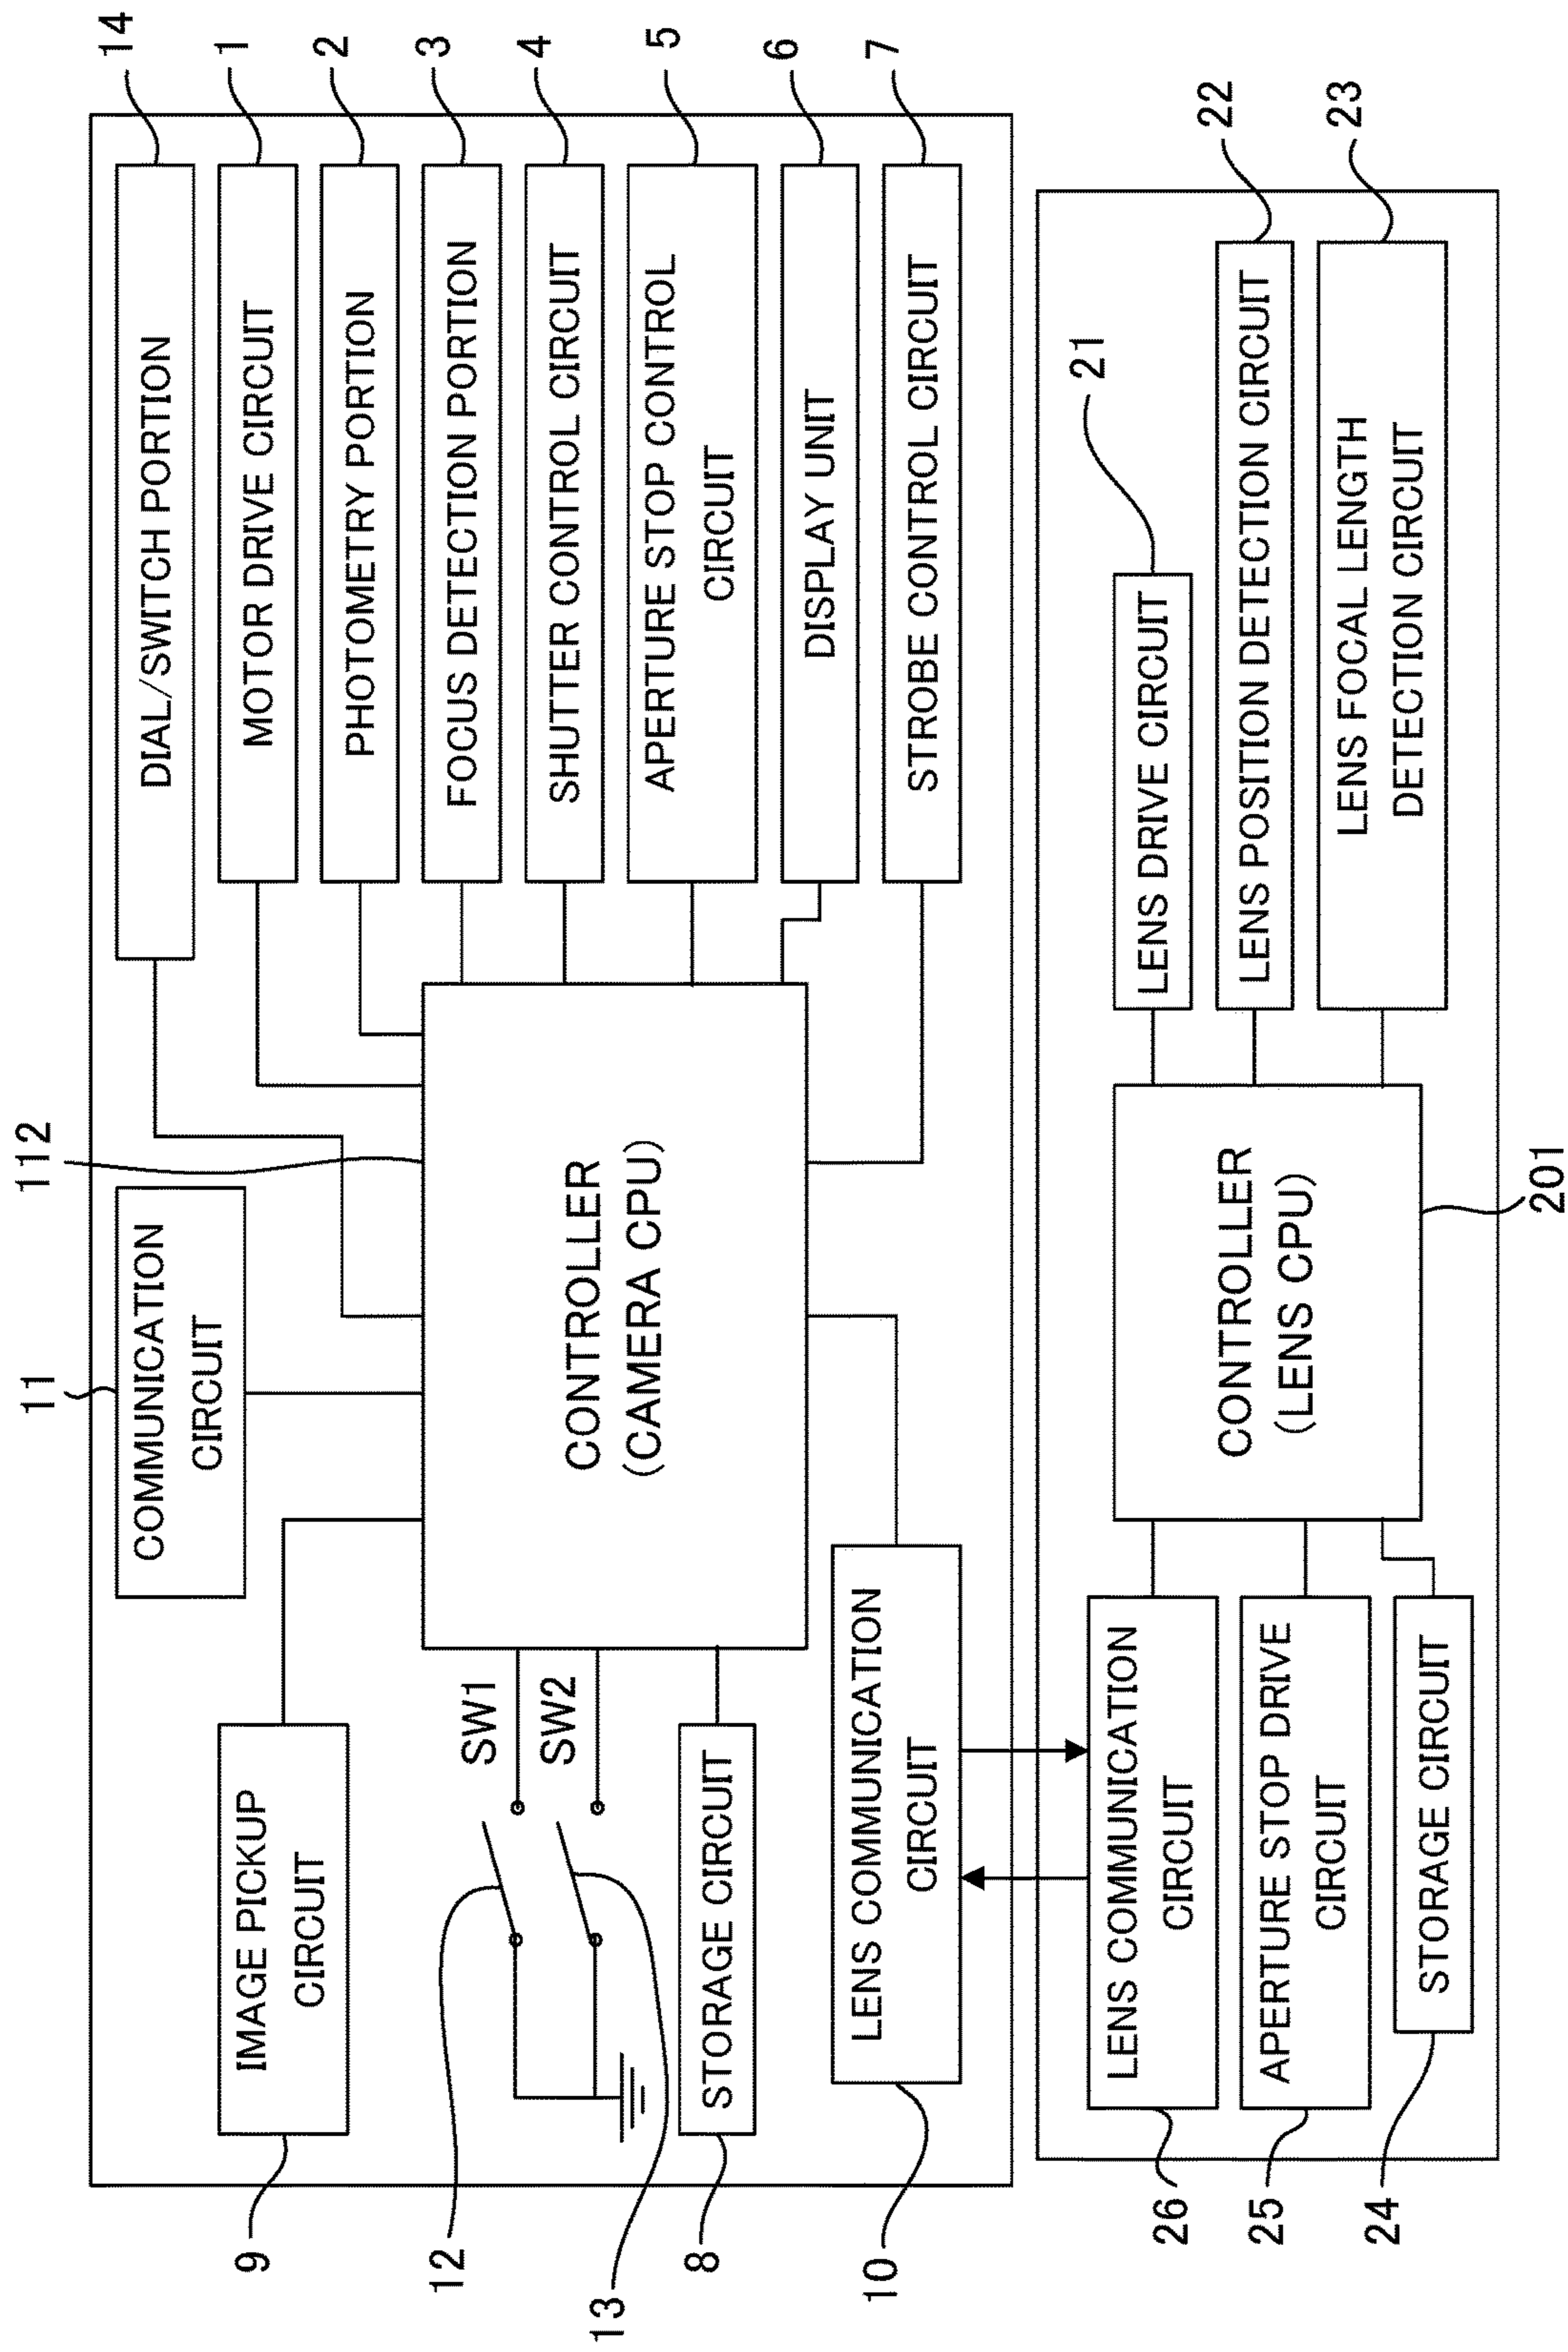 14
1
2
3
4
5
6
7
DIAL/SWITCH PORTION
MOTOR DRIVE CIRCUIT
PHOTOMETRY PORTION
FOCUS DETECTION PORTION
SHUTTER CONTROL CIRCUIT
APERTURE STOP CONTROL
CIRCUIT
DISPLAY UNIT
STROBE CONTROL CIRCUIT
112
11
COMMUNICATION
CIRCUIT
CONTROLLER
(CAMERA CPU)
IMAGE PICKUP
CIRCUIT
9
SW1
SW2
12
13
STORAGE CIRCUIT
8
LENS COMMUNICATION
CIRCUIT
10
21
22
23
LENS DRIVE CIRCUIT
LENS POSITION DETECTION CIRCUIT
LENS FOCAL LENGTH
DETECTION CIRCUIT
CONTROLLER
(LENS CPU)
201
LENS COMMUNICATION
CIRCUIT
APERTURE STOP DRIVE
CIRCUIT
STORAGE CIRCUIT
26
25
24